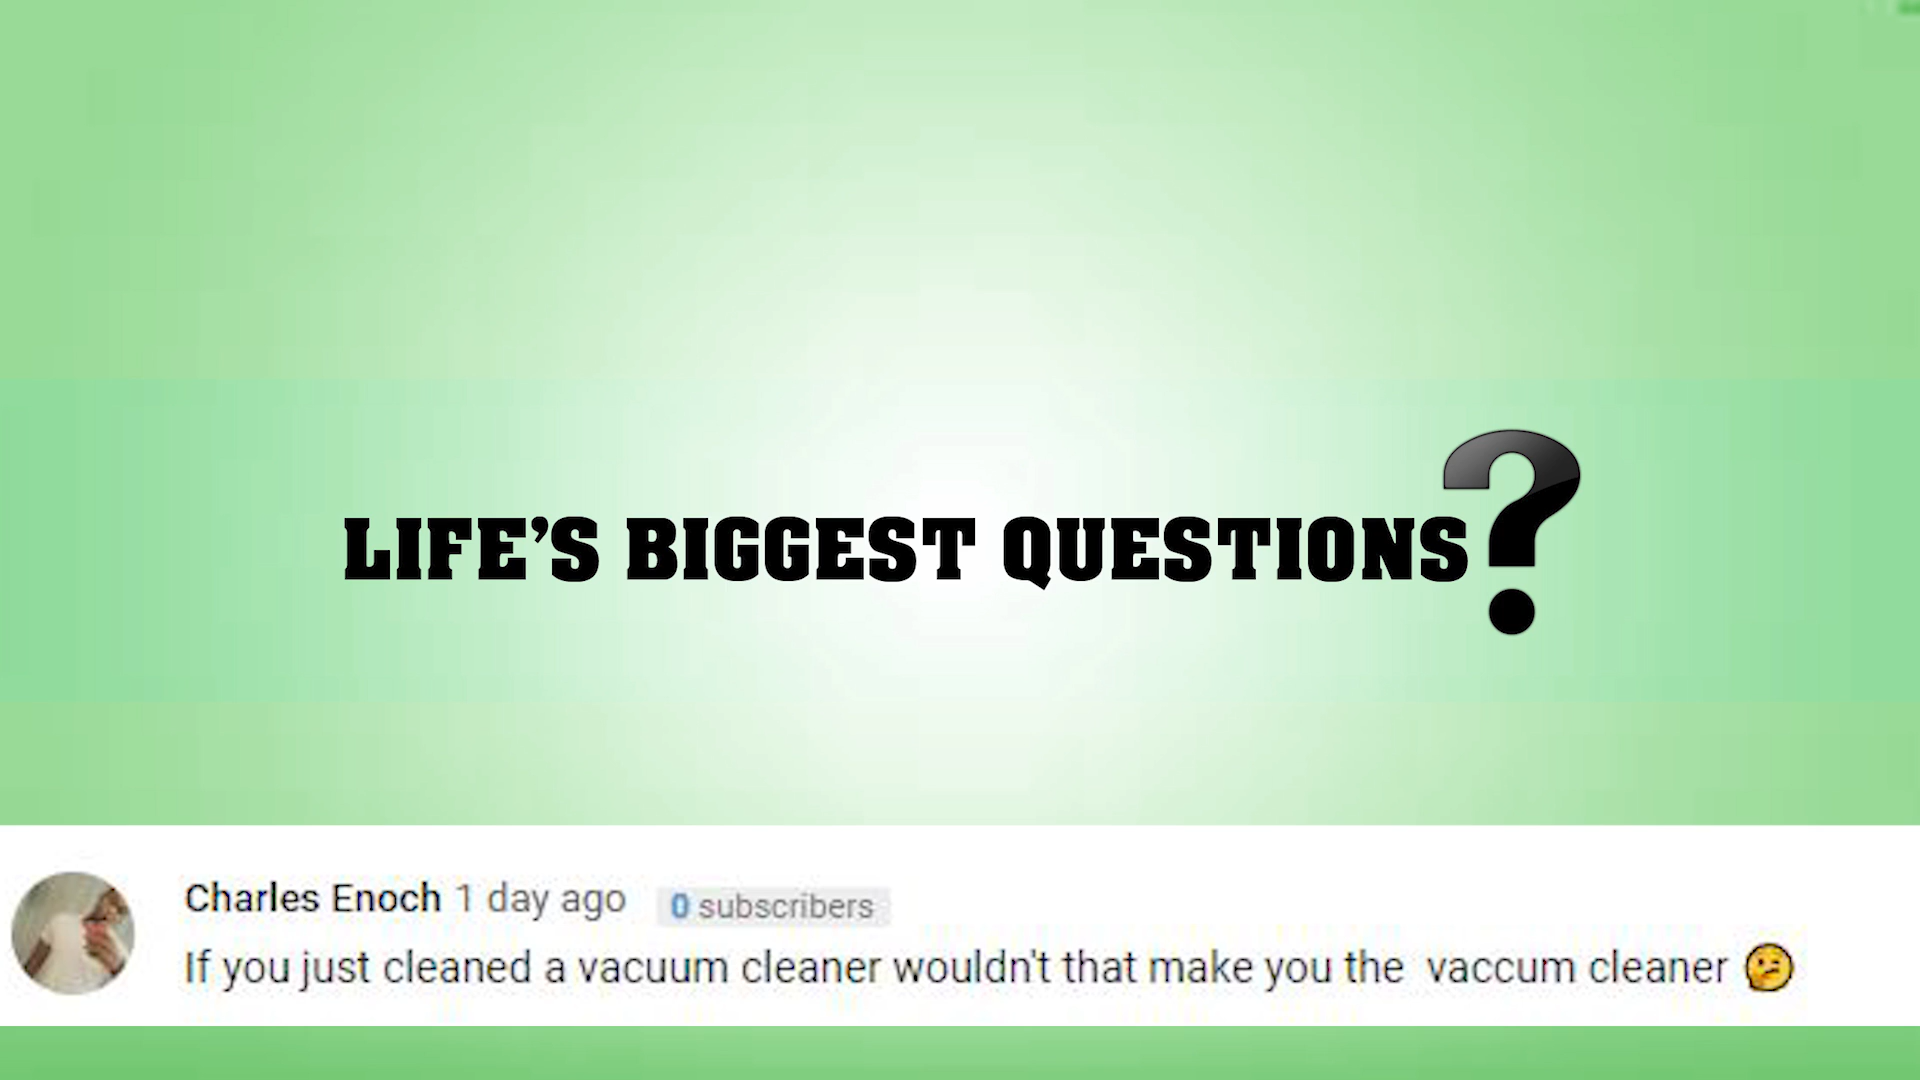 LIFE’S BIGGEST QUESTIONS?
Charles Enoch 1 day ago 0 subscribers
If you just cleaned a vacuum cleaner wouldn't that make you the vaccum cleaner 🤔